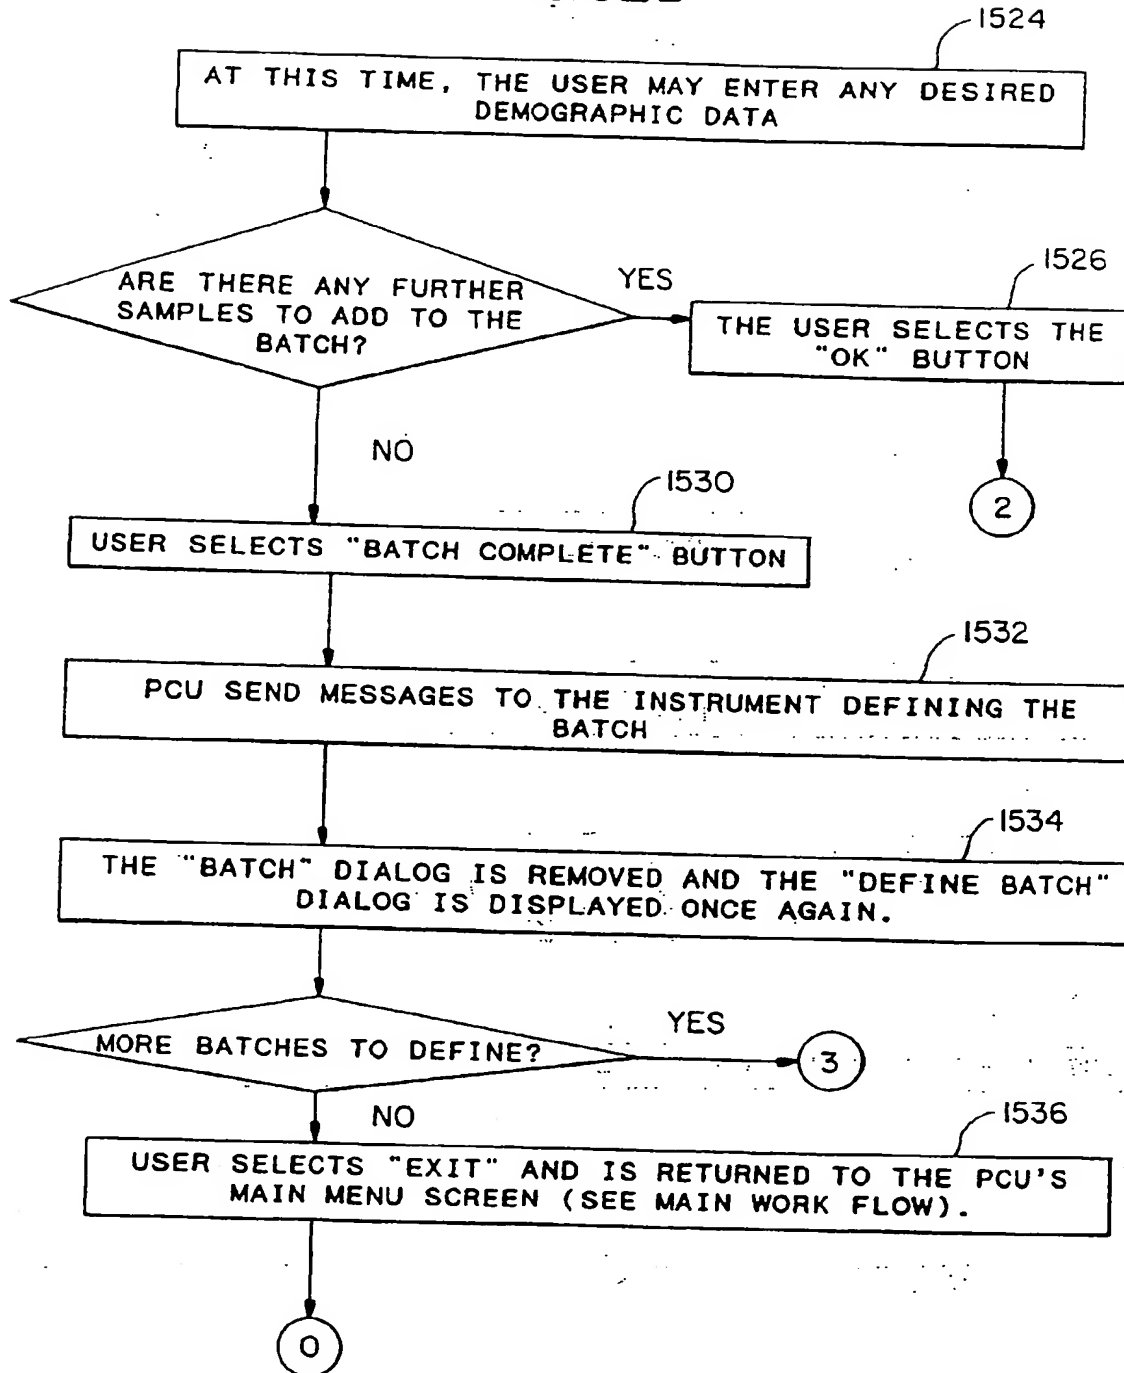 1524
AT THIS TIME, THE USER MAY ENTER ANY DESIRED
DEMOGRAPHIC DATA
ARE THERE ANY FURTHER
SAMPLES TO ADD TO THE
BATCH?
YES
1526
THE USER SELECTS THE
"OK" BUTTON
2
NO
1530
USER SELECTS "BATCH COMPLETE" BUTTON
1532
PCU SEND MESSAGES TO THE INSTRUMENT DEFINING THE
BATCH
1534
THE "BATCH" DIALOG IS REMOVED AND THE "DEFINE BATCH"
DIALOG IS DISPLAYED ONCE AGAIN.
MORE BATCHES TO DEFINE?
YES
3
NO
1536
USER SELECTS "EXIT" AND IS RETURNED TO THE PCU'S
MAIN MENU SCREEN (SEE MAIN WORK FLOW).
0